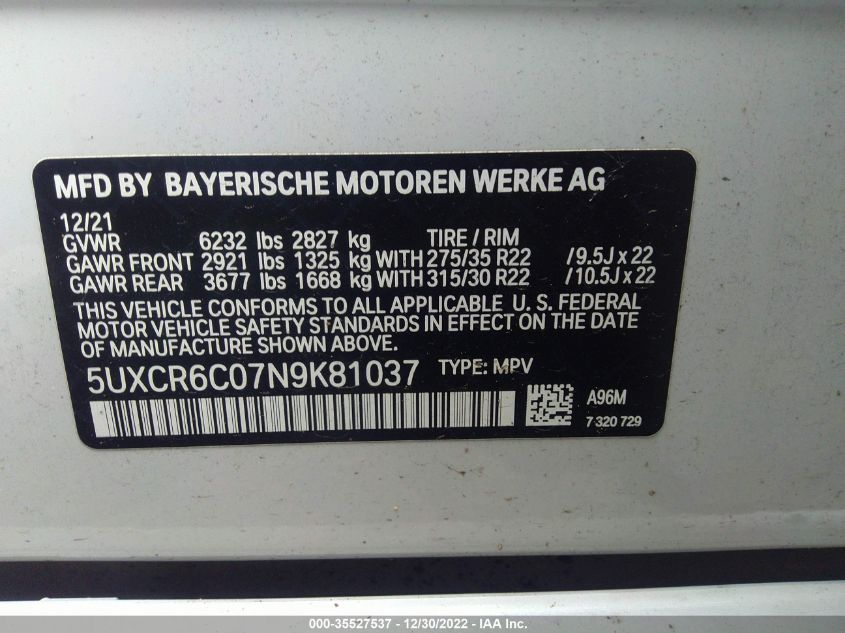 MFD BY BAYERISCHE MOTOREN WERKE AG
12/21
GVWR 6232 lbs 2827 kg TIRE / RIM
GAWR FRONT 2921 lbs 1325 kg WITH 275/35 R22 /9.5J x 22
GAWR REAR 3677 lbs 1668 kg WITH 315/30 R22 /10.5J x 22
THIS VEHICLE CONFORMS TO ALL APPLICABLE U. S. FEDERAL
MOTOR VEHICLE SAFETY STANDARDS IN EFFECT ON THE DATE
OF MANUFACTURE SHOWN ABOVE.
5UXCR6C07N9K81037 TYPE: MPV
A96M
7 320 729
000-35527537 - 12/30/2022 - IAA Inc.